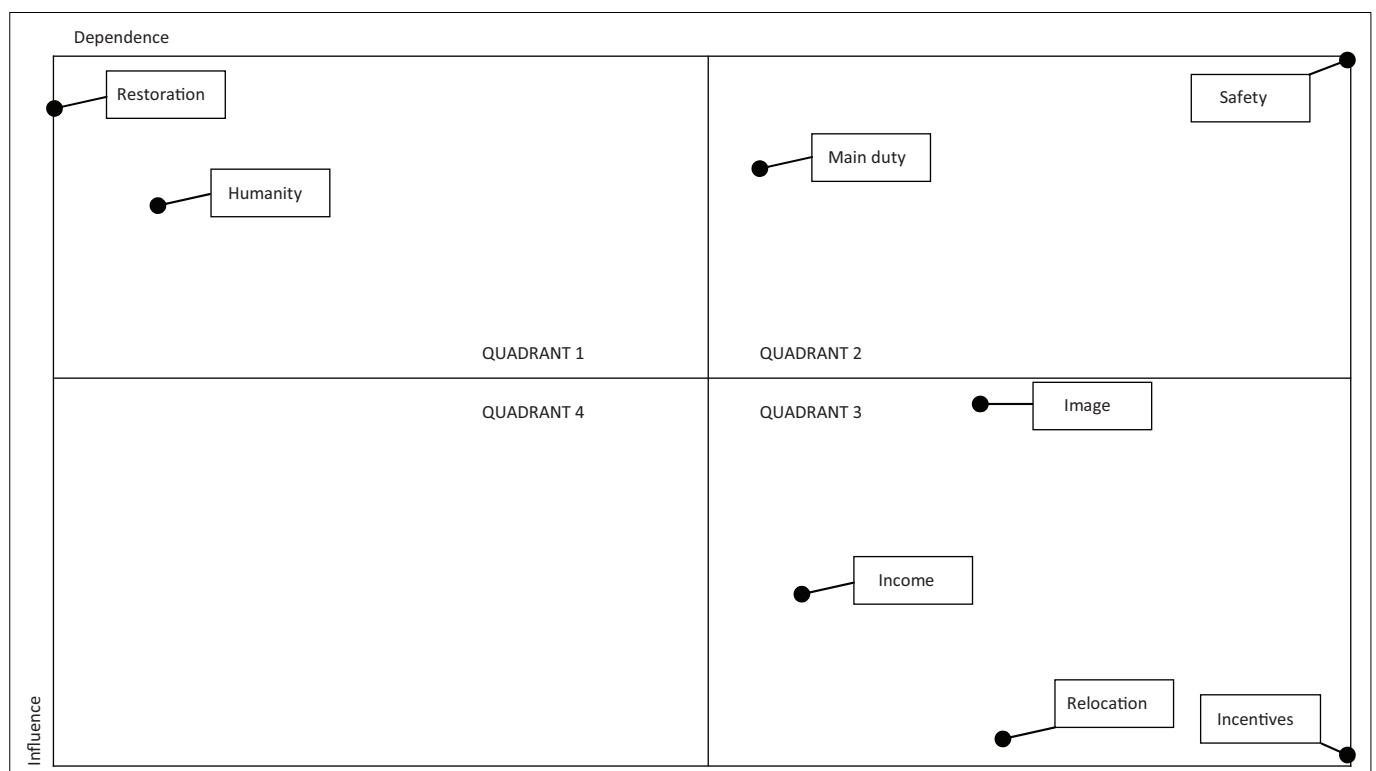 Dependence
Restoration
Safety
Main duty
Humanity
QUADRANT 1
QUADRANT 2
QUADRANT 4
QUADRANT 3
Image
Income
Relocation
Incentives
Influence